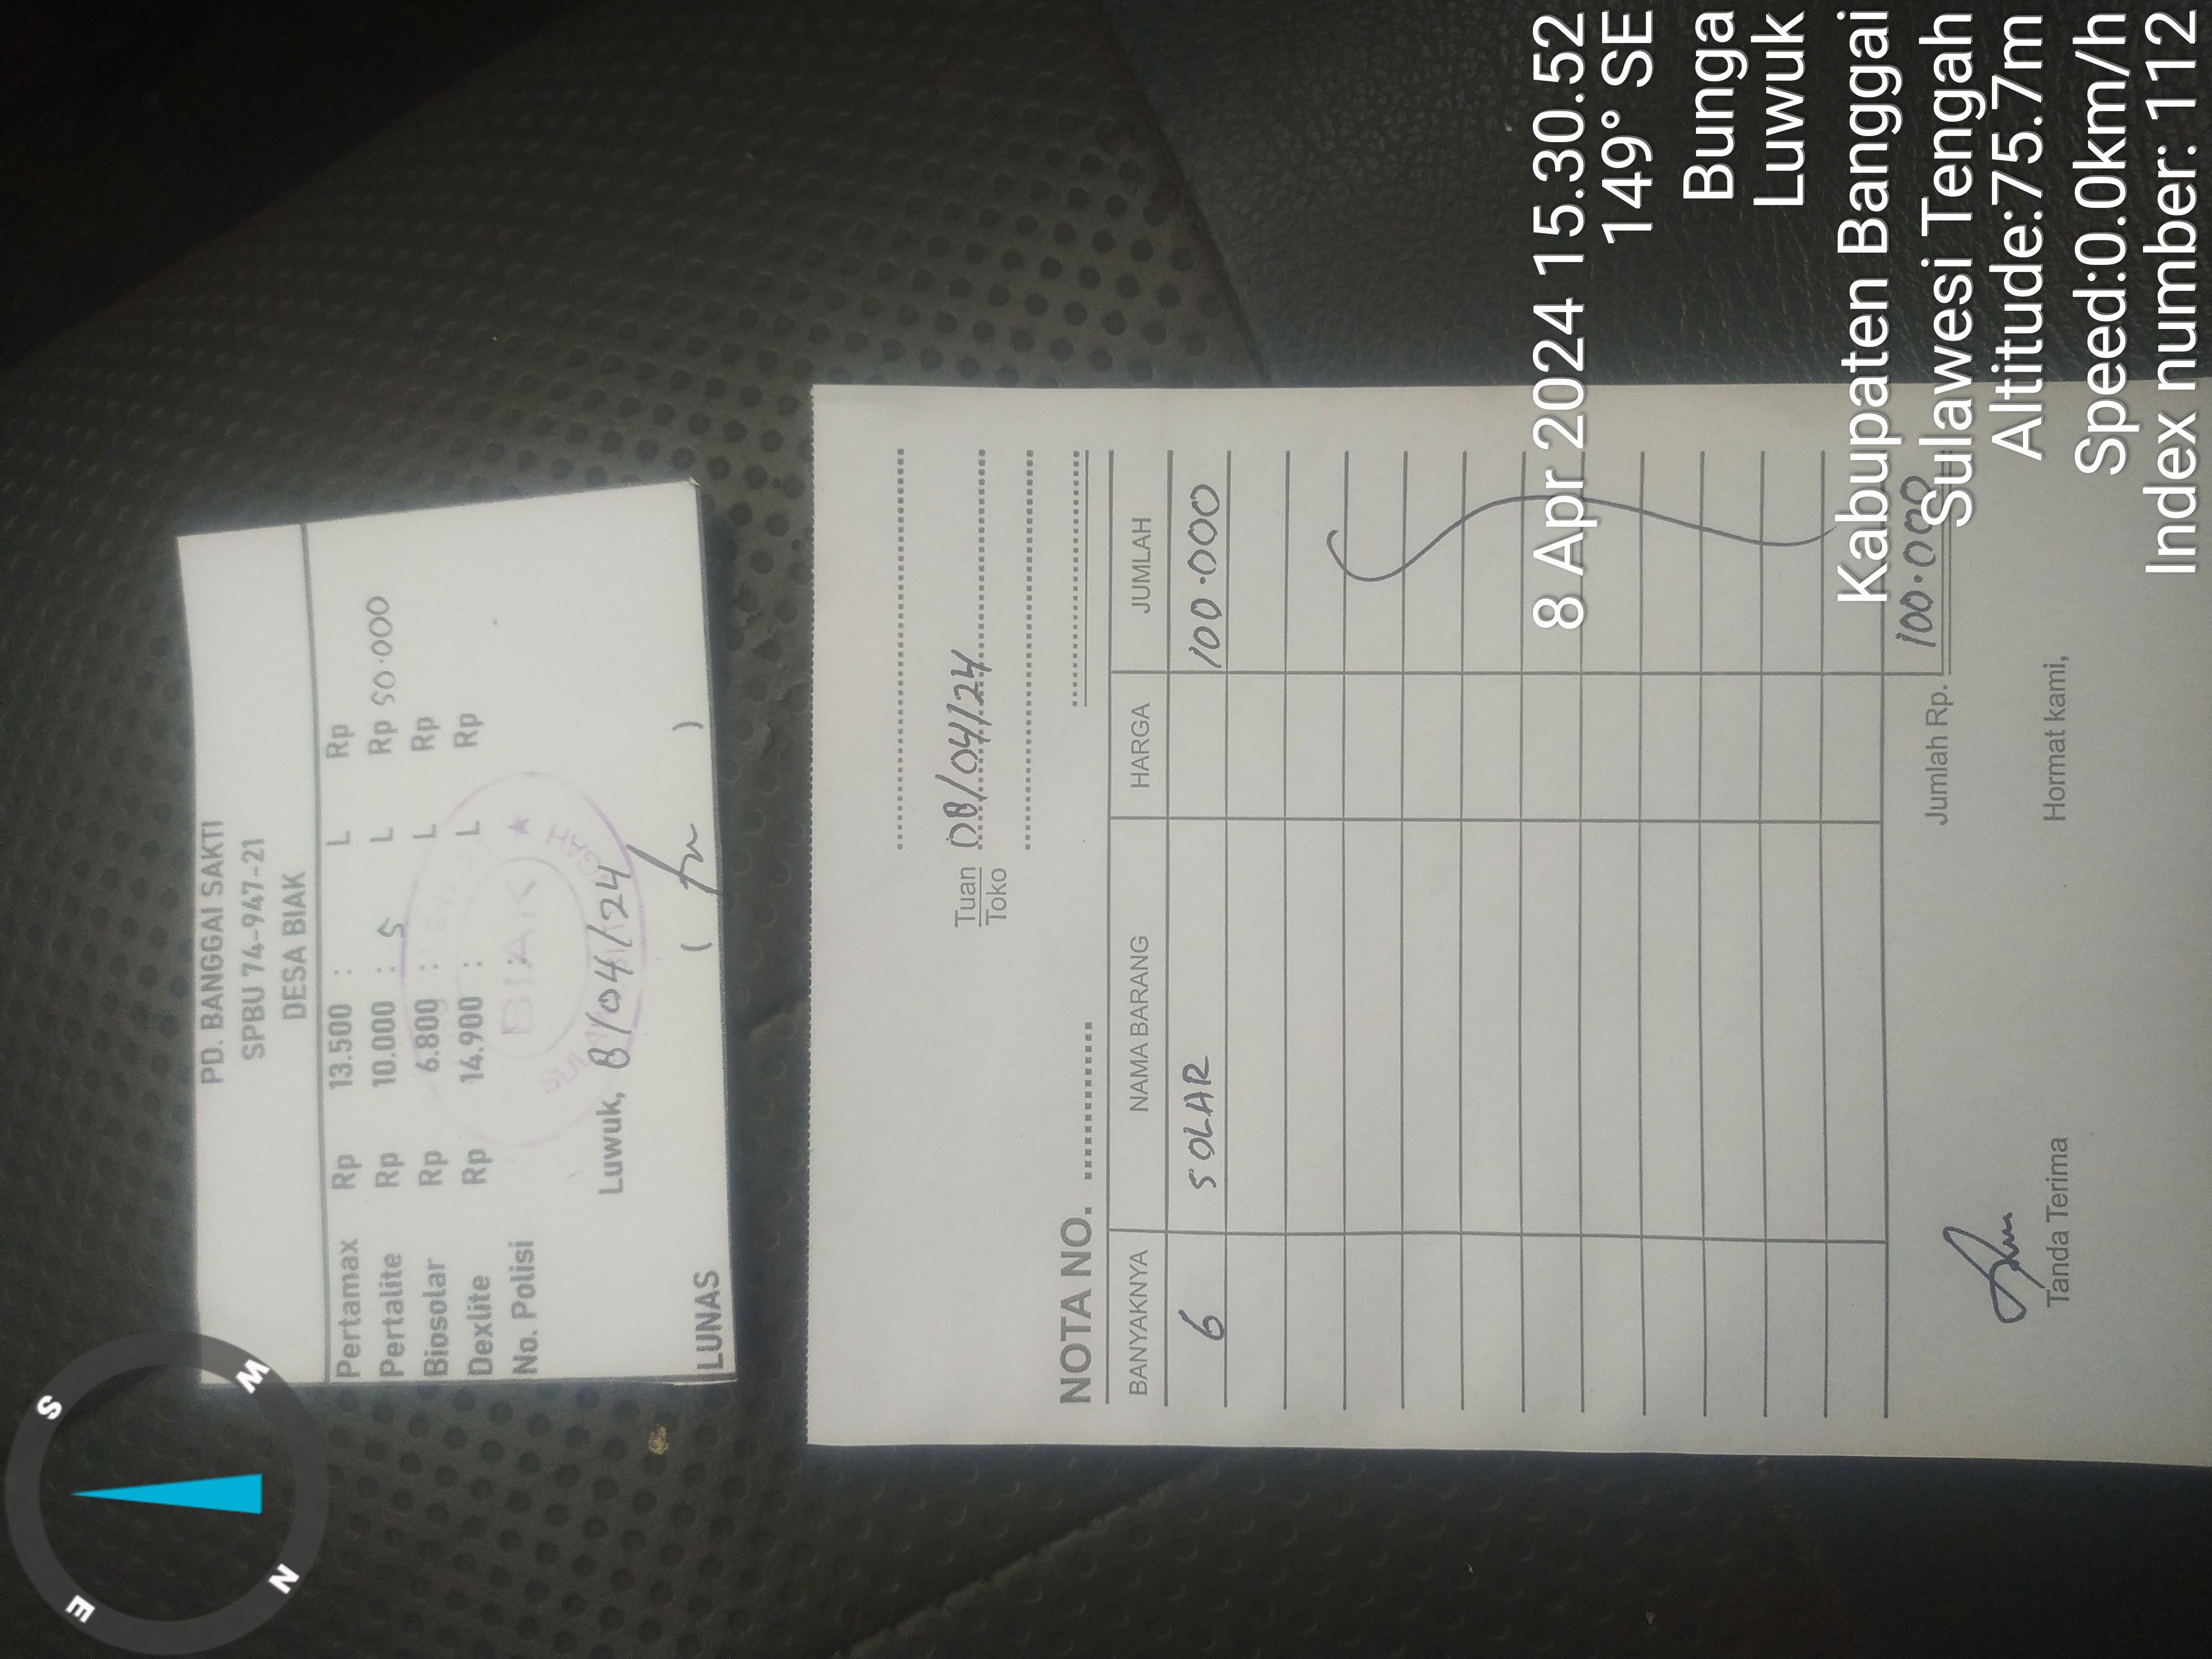 PD. BANGGAI SAKTI
SPBU 74-947-21
DESA BIAK
Pertamax Rp 13.500 : L Rp
Pertalite Rp 10.000 : 5 L Rp 50.000
Biosolar Rp 6.800 : L Rp
Dexlite Rp 14.900 : L Rp
No. Polisi
BIAK
Luwuk, 8/04/24
LUNAS ( )
Tuan 08/04/24
Toko
NOTA NO. ............
BANYAKNYA NAMA BARANG HARGA JUMLAH
6 SOLAR 100.000
Jumlah Rp. 100.000
Tanda Terima Hormat kami,
8 Apr 2024 15.30.52
149° SE
Bunga
Luwuk
Kabupaten Banggai
Sulawesi Tengah
Altitude:75.7m
Speed:0.0km/h
Index number: 1112
S
W
N
E